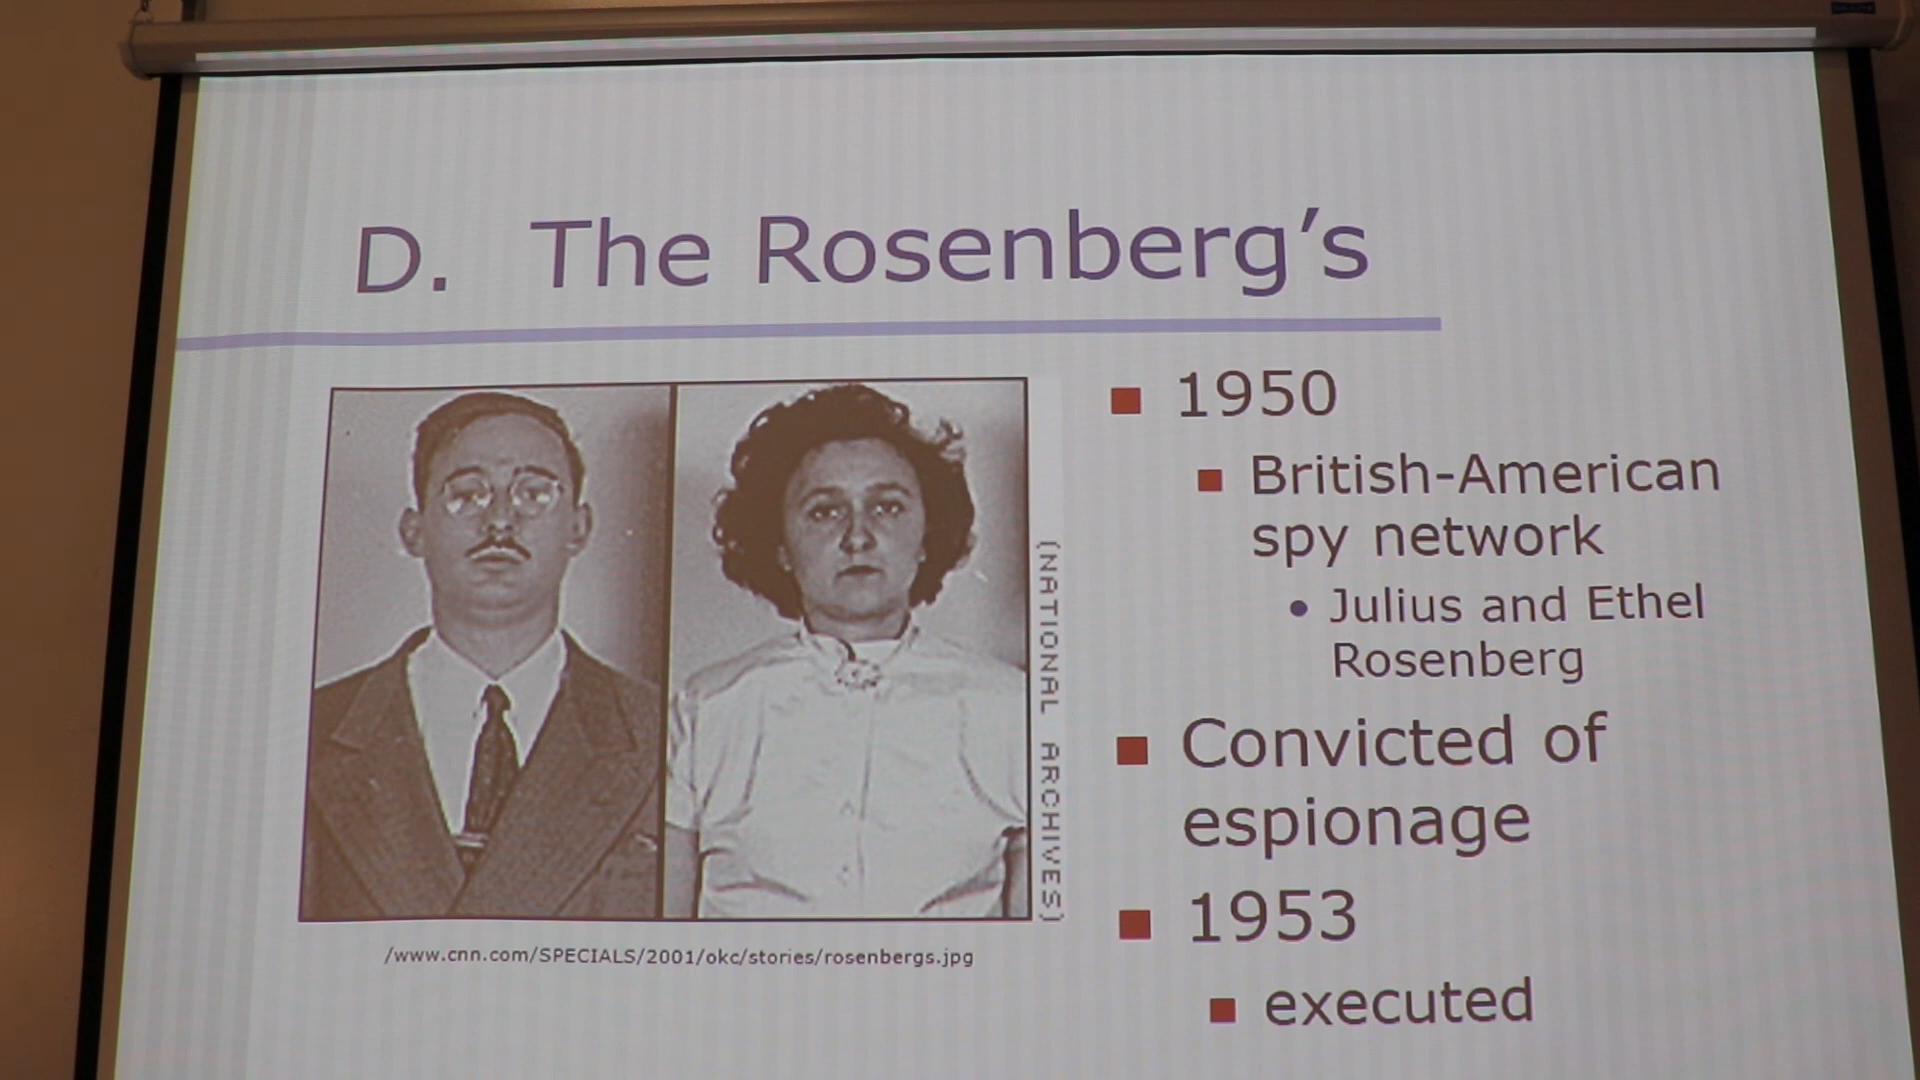 D. The Rosenberg's
1950
British-American
spy network
Julius and Ethel
Rosenberg
Convicted of
espionage
1953
executed
(NATIONAL ARCHIVES)
/www.cnn.com/SPECIALS/2001/okc/stories/rosenbergs.jpg